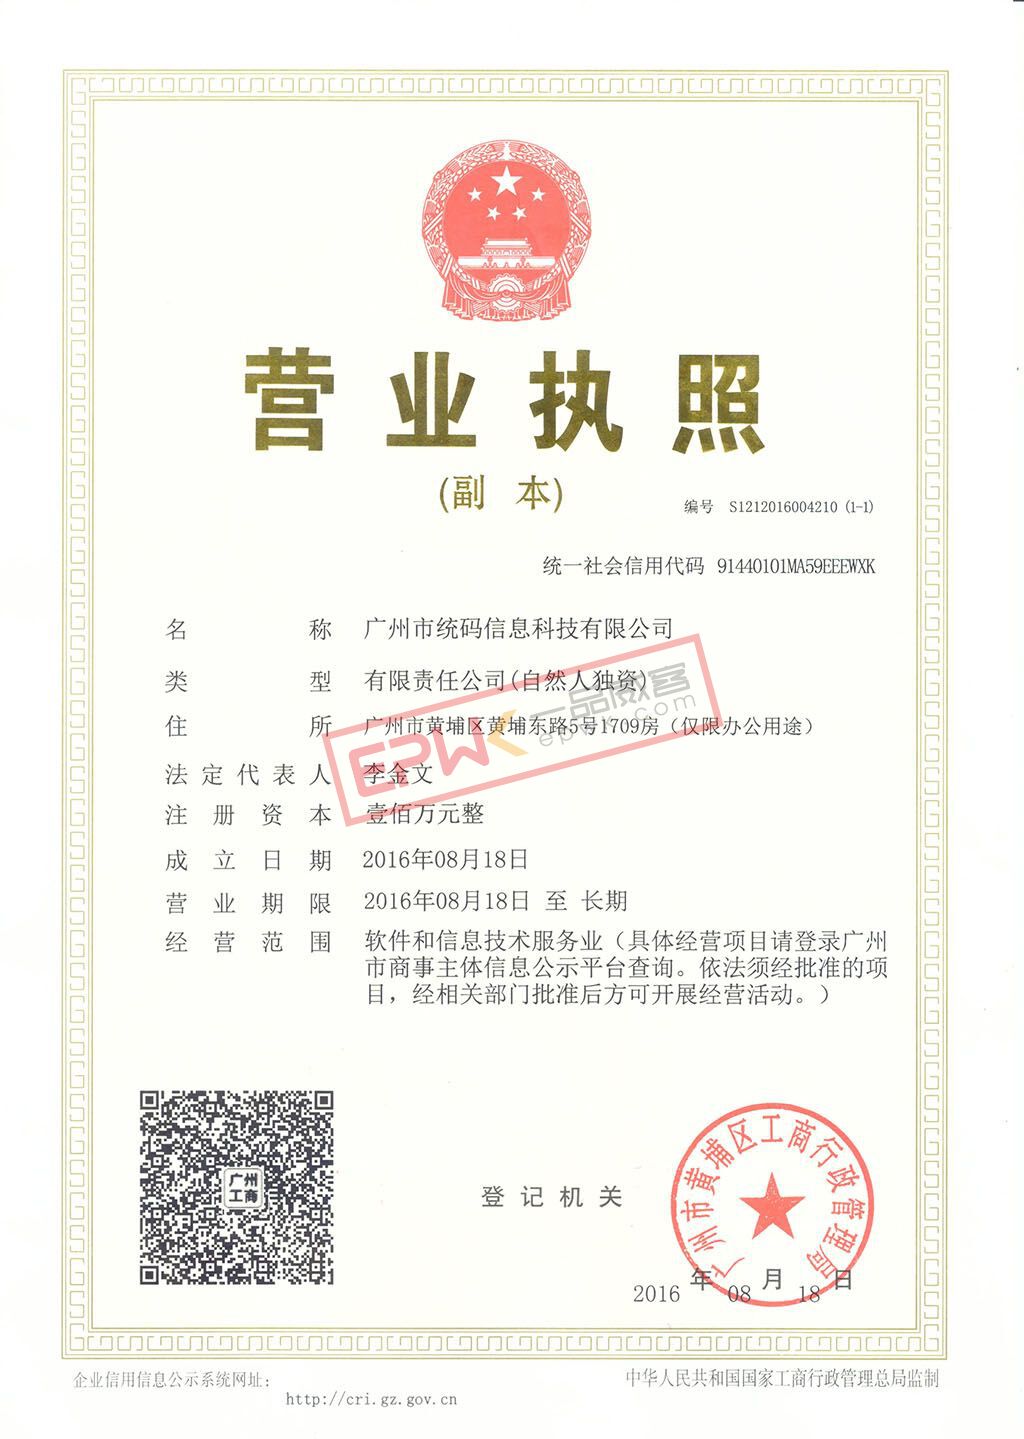 营业执照
(副 本)
编号 S1212016004210 (1-1)
统一社会信用代码 91440101MA59EEEWXK
名称 广州市统码信息科技有限公司
类型 有限责任公司(自然人独资)
住所 广州市黄埔区黄埔东路5号1709房（仅限办公用途）
法定代表人 李金文
注册资本 壹佰万元整
成立日期 2016年08月18日
营业期限 2016年08月18日 至 长期
经营范围 软件和信息技术服务业（具体经营项目请登录广州
市商事主体信息公示平台查询。依法须经批准的项
目，经相关部门批准后方可开展经营活动。）
EPWK 一品威客
epwk.com
广州
工商
登记机关
广州市黄埔区工商行政管理局
2016 年 08 月 18 日
企业信用信息公示系统网址：
http://cri.gz.gov.cn
中华人民共和国国家工商行政管理总局监制